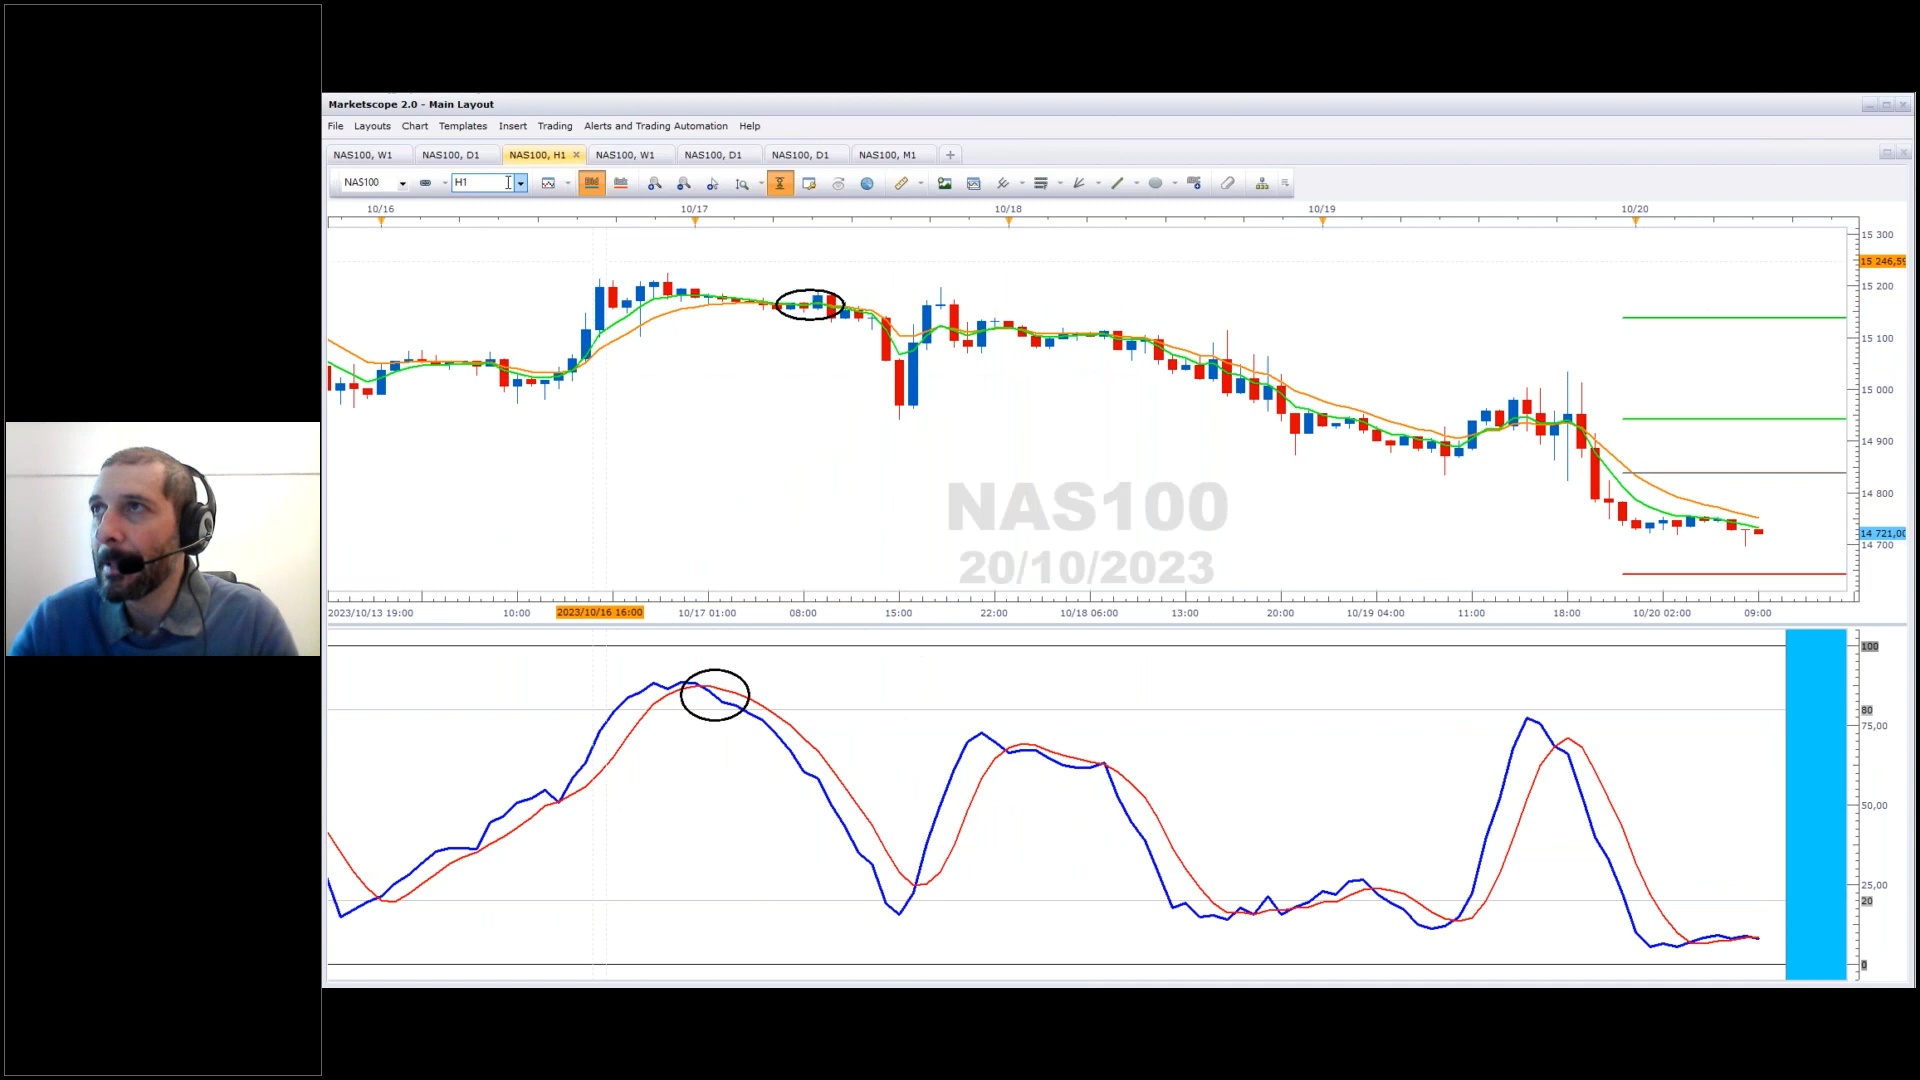 Marketscope 2.0 - Main Layout
File Layouts Chart Templates Insert Trading Alerts and Trading Automation Help
NAS100, W1 NAS100, D1 NAS100, H1 NAS100, W1 NAS100, D1 NAS100, D1 NAS100, M1
NAS100 H1
10/16 10/17 10/18 10/19 10/20
15 300
15 246,59
15 200
15 100
15 000
14 900
14 800
14 721,00
14 700
NAS100
20/10/2023
2023/10/13 19:00 10:00 2023/10/16 16:00 10/17 01:00 08:00 15:00 22:00 10/18 06:00 13:00 20:00 10/19 04:00 11:00 18:00 10/20 02:00 09:00
100
80
75,00
50,00
25,00
20
0